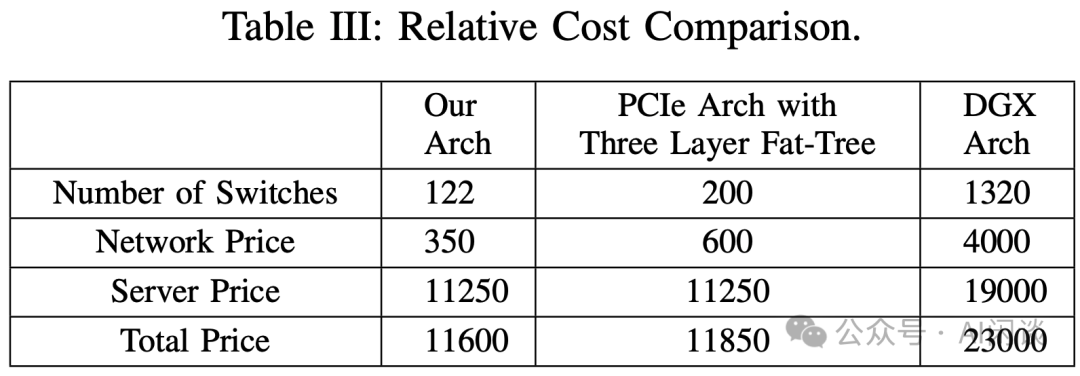 Table III: Relative Cost Comparison.
Our Arch | PCIe Arch with Three Layer Fat-Tree | DGX Arch
Number of Switches | 122 | 200 | 1320
Network Price | 350 | 600 | 4000
Server Price | 11250 | 11250 | 19000
Total Price | 11600 | 11850 | 23000
公众号 · AI闲谈